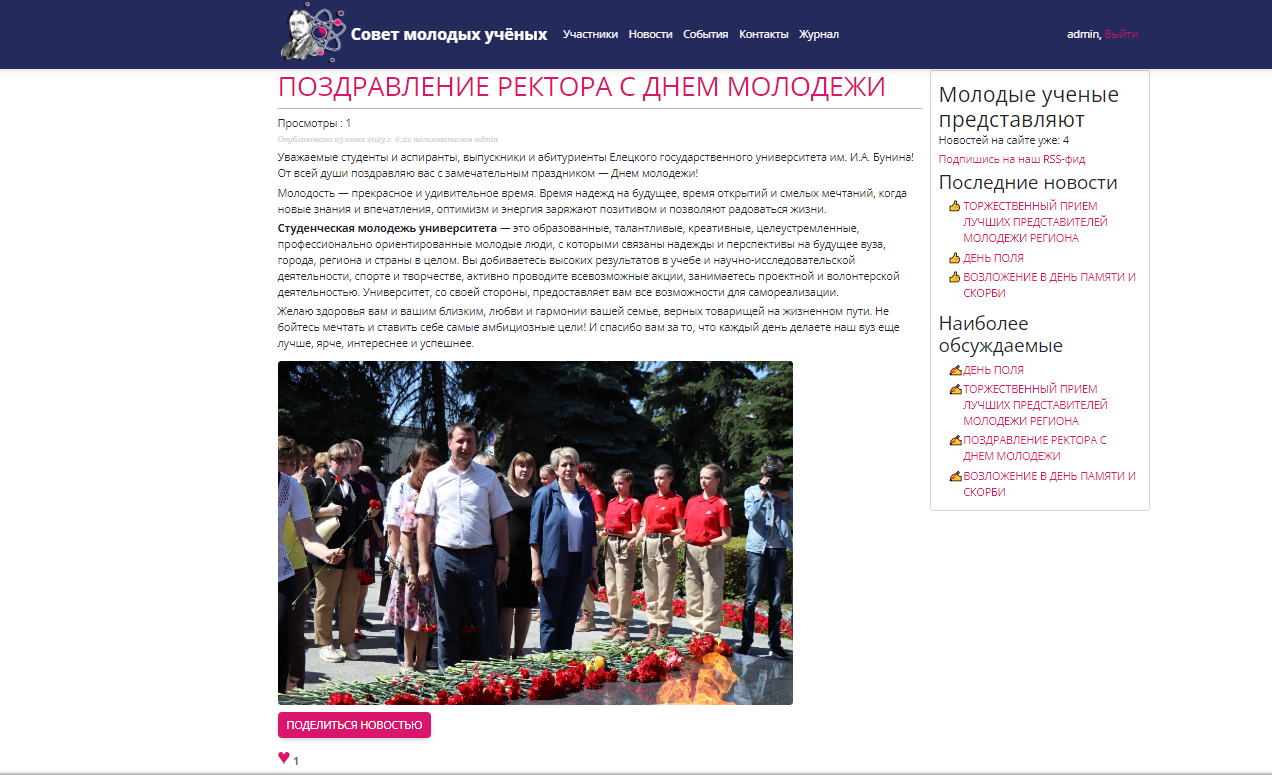 Совет молодых учёных
Участники Новости События Контакты Журнал
admin, Выйти
ПОЗДРАВЛЕНИЕ РЕКТОРА С ДНЕМ МОЛОДЕЖИ
Просмотры : 1
Опубликовано 25 июня 2023 г. 6:22 пользователем admin
Уважаемые студенты и аспиранты, выпускники и абитуриенты Елецкого государственного университета им. И.А. Бунина!
От всей души поздравляю вас с замечательным праздником — Днем молодежи!
Молодость — прекрасное и удивительное время. Время надежд на будущее, время открытий и смелых мечтаний, когда
новые знания и впечатления, оптимизм и энергия заряжают позитивом и позволяют радоваться жизни.
Студенческая молодежь университета — это образованные, талантливые, креативные, целеустремленные,
профессионально ориентированные молодые люди, с которыми связаны надежды и перспективы на будущее вуза,
города, региона и страны в целом. Вы добиваетесь высоких результатов в учебе и научно-исследовательской
деятельности, спорте и творчестве, активно проводите всевозможные акции, занимаетесь проектной и волонтерской
деятельностью. Университет, со своей стороны, предоставляет вам все возможности для самореализации.
Желаю здоровья вам и вашим близким, любви и гармонии вашей семье, верных товарищей на жизненном пути. Не
бойтесь мечтать и ставить себе самые амбициозные цели! И спасибо вам за то, что каждый день делаете наш вуз еще
лучше, ярче, интереснее и успешнее.
ПОДЕЛИТЬСЯ НОВОСТЬЮ
1
Молодые ученые
представляют
Новостей на сайте уже: 4
Подпишись на наш RSS-фид
Последние новости
ТОРЖЕСТВЕННЫЙ ПРИЕМ
ЛУЧШИХ ПРЕДСТАВИТЕЛЕЙ
МОЛОДЕЖИ РЕГИОНА
ДЕНЬ ПОЛЯ
ВОЗЛОЖЕНИЕ В ДЕНЬ ПАМЯТИ И
СКОРБИ
Наиболее
обсуждаемые
ДЕНЬ ПОЛЯ
ТОРЖЕСТВЕННЫЙ ПРИЕМ
ЛУЧШИХ ПРЕДСТАВИТЕЛЕЙ
МОЛОДЕЖИ РЕГИОНА
ПОЗДРАВЛЕНИЕ РЕКТОРА С
ДНЕМ МОЛОДЕЖИ
ВОЗЛОЖЕНИЕ В ДЕНЬ ПАМЯТИ И
СКОРБИ